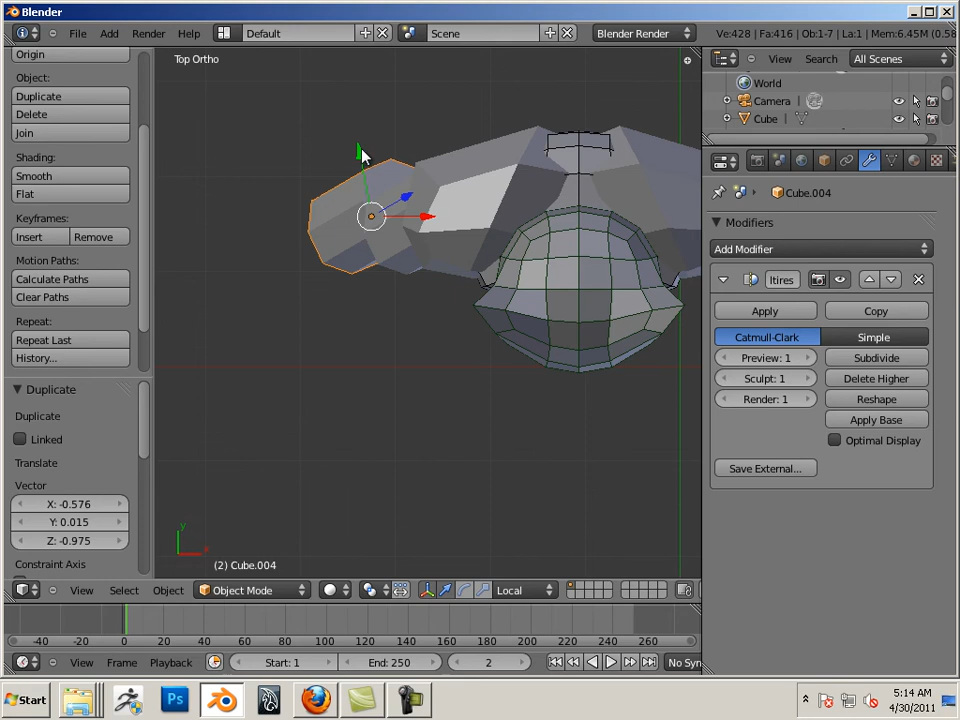 Blender
File Add Render Help Default Scene Blender Render Ve:428 | Fa:416 | Ob:1-7 | La:1 | Mem:6.45M (0.58
Origin
Object:
Duplicate
Delete
Join
Shading:
Smooth
Flat
Keyframes:
Insert Remove
Motion Paths:
Calculate Paths
Clear Paths
Repeat:
Repeat Last
History...
Duplicate
Duplicate
Linked
Translate
Vector
X: -0.576
Y: 0.015
Z: -0.975
Constraint Axis
Top Ortho
y
x
(2) Cube.004
View Select Object Object Mode Local
View Search All Scenes
World
Camera
Cube
Cube.004
Modifiers
Add Modifier
ltires
Apply Copy
Catmull-Clark Simple
Preview: 1 Subdivide
Sculpt: 1 Delete Higher
Render: 1 Reshape
Apply Base
Optimal Display
Save External...
-40 -20 0 20 40 60 80 100 120 140 160 180 200 220 240 260
View Frame Playback Start: 1 End: 250 2 No Syn
Start
Ps
5:14 AM
4/30/2011